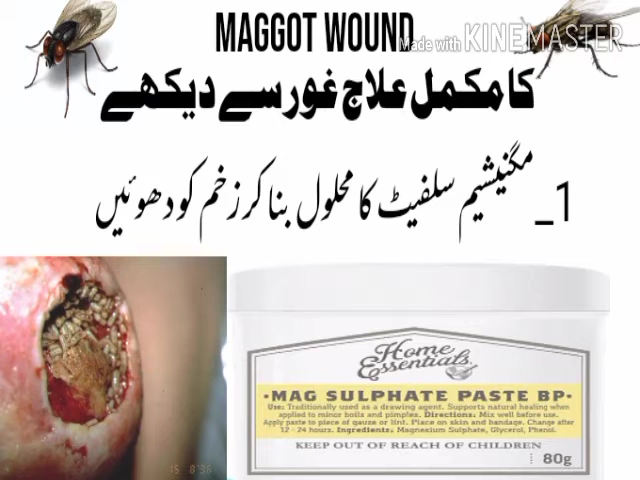 MAGGOT WOUND
Made with KINEMASTER
کا مکمل علاج غور سے دیکھے
1_ مگنیشیم سلفیٹ کا محلول بنا کر زخم کو دھوئیں
Home
Essentials
·MAG SULPHATE PASTE BP·
Use: Traditionally used as a drawing agent. Supports natural healing when
applied to minor boils and pimples. Directions: Mix well before use.
Apply paste to piece of gauze or lint. Place on skin and bandage. Change after
12 - 24 hours. Ingredients: Magnesium Sulphate, Glycerol, Phenol.
KEEP OUT OF REACH OF CHILDREN
80g
15 8'36